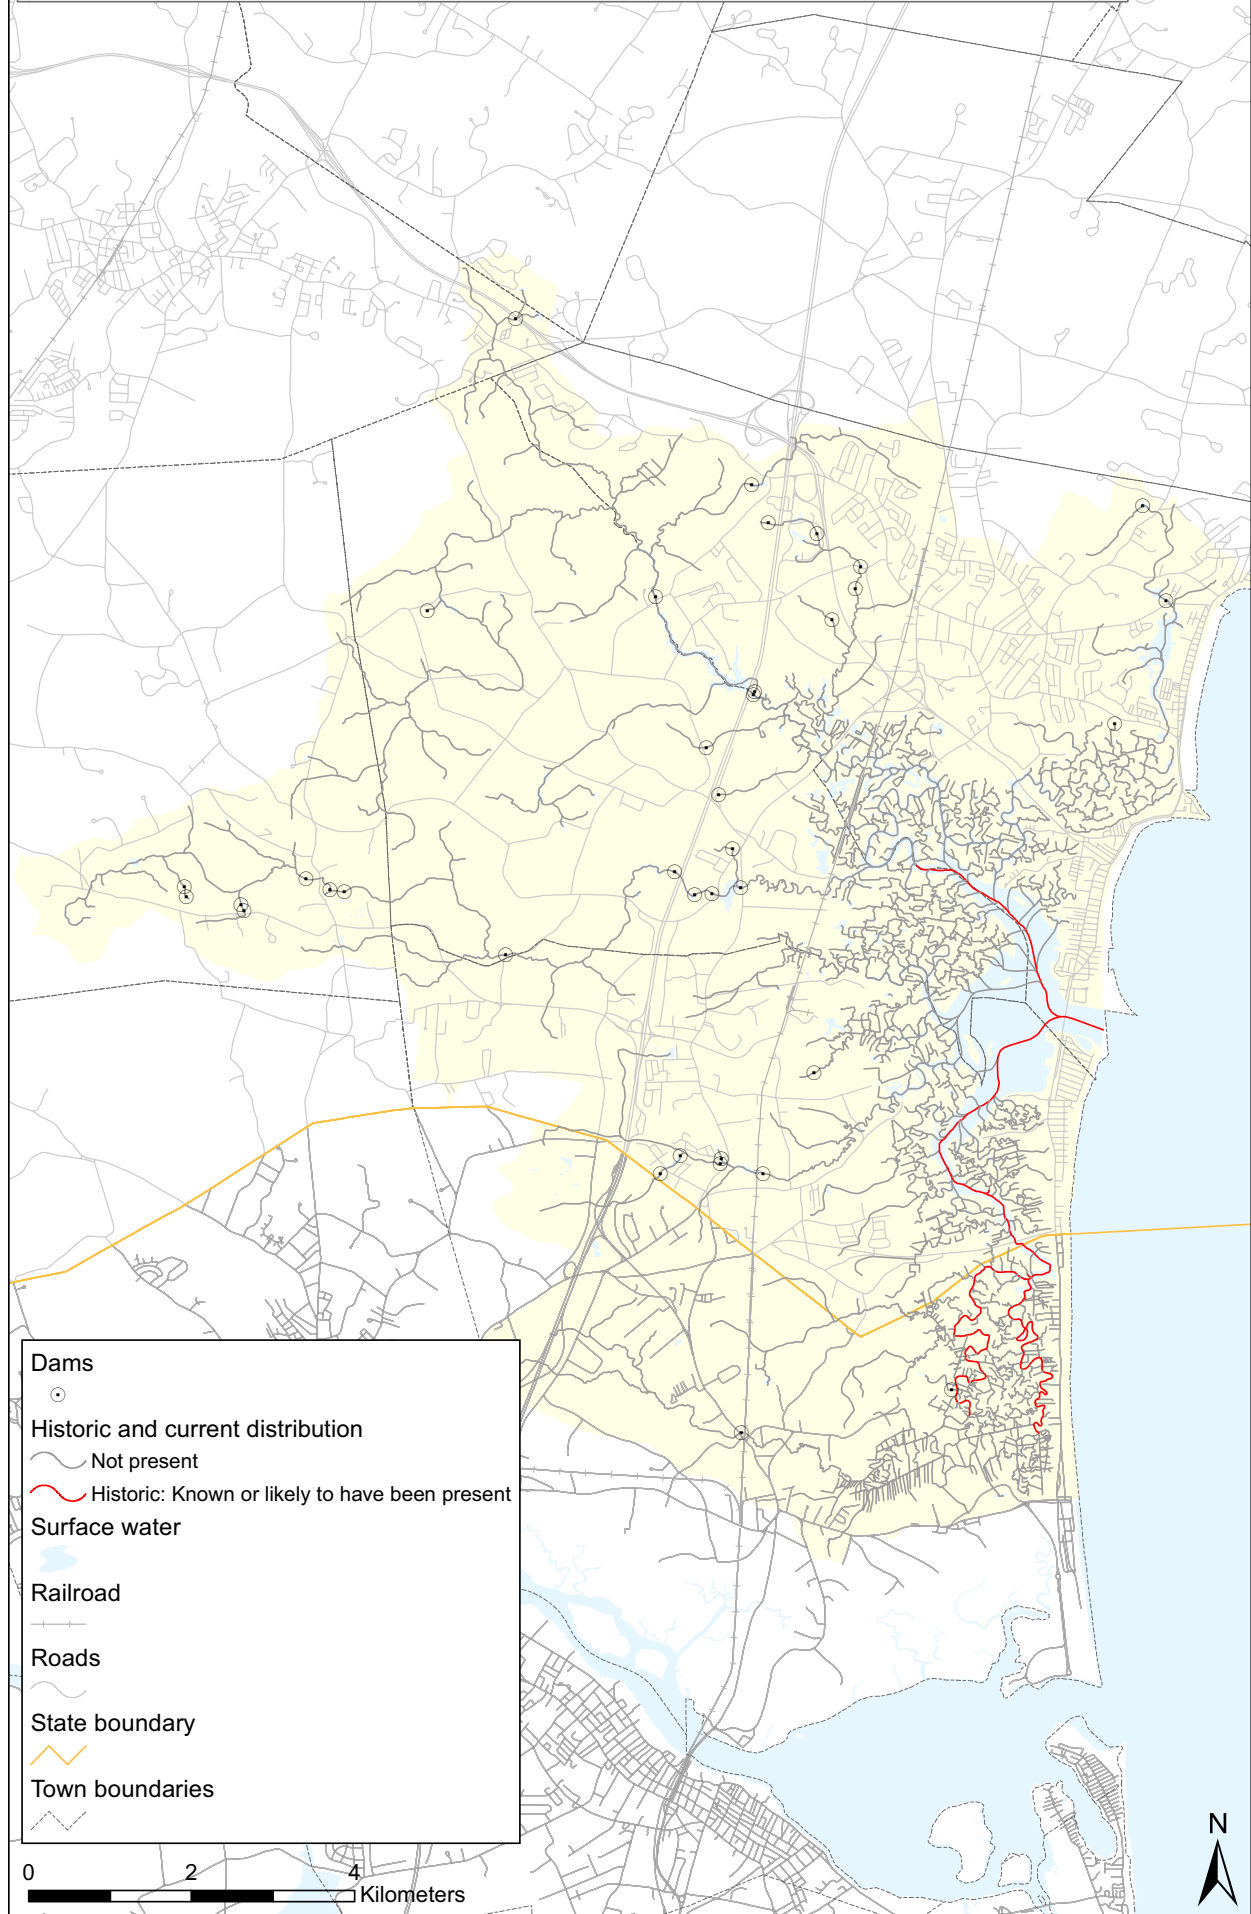 Dams
Historic and current distribution
Not present
Historic: Known or likely to have been present
Surface water
Railroad
Roads
State boundary
Town boundaries
0 2 4
Kilometers
N